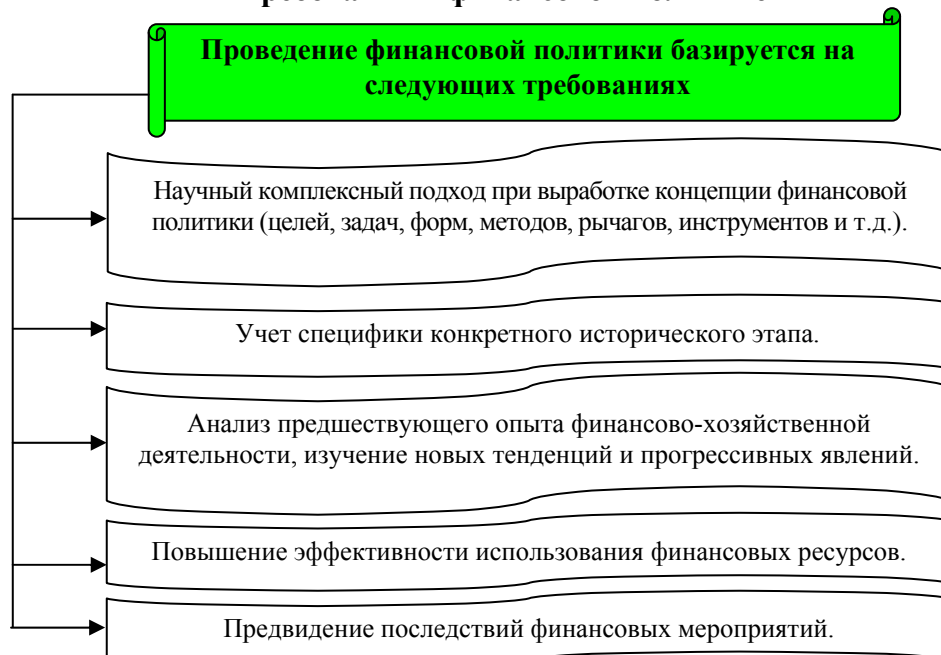 Проведение финансовой политики базируется на
следующих требованиях
Научный комплексный подход при выработке концепции финансовой
политики (целей, задач, форм, методов, рычагов, инструментов и т.д.).
Учет специфики конкретного исторического этапа.
Анализ предшествующего опыта финансово-хозяйственной
деятельности, изучение новых тенденций и прогрессивных явлений.
Повышение эффективности использования финансовых ресурсов.
Предвидение последствий финансовых мероприятий.